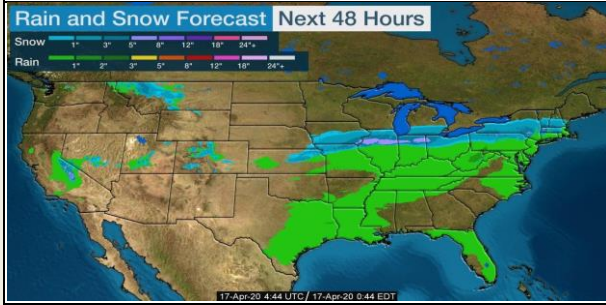 Rain and Snow Forecast Next 48 Hours
Snow
1" 3" 5" 8" 12" 18" 24"+
Rain
1" 2" 3" 5" 8" 12" 18" 24"+
17-Apr-20 4:44 UTC / 17-Apr-20 0:44 EDT